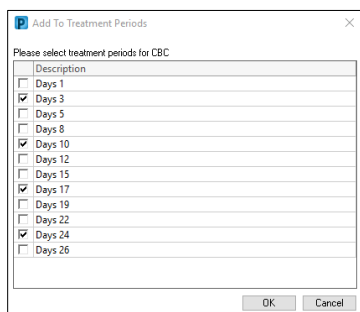 P Add To Treatment Periods
Please select treatment periods for CBC
Description
Days 1
Days 3
Days 5
Days 8
Days 10
Days 12
Days 15
Days 17
Days 19
Days 22
Days 24
Days 26
OK Cancel